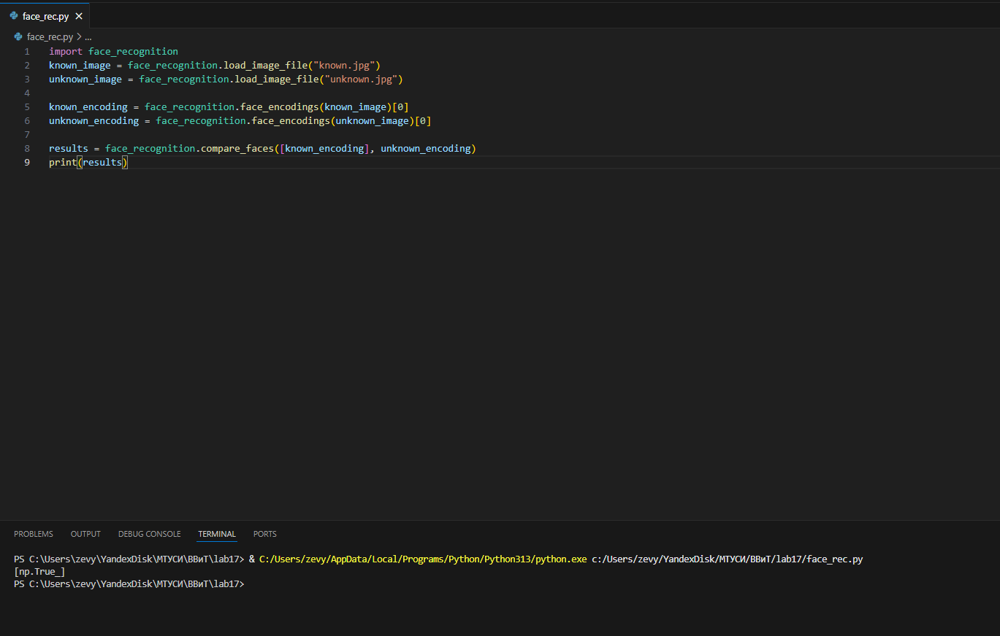 face_rec.py
face_rec.py > ...
1 import face_recognition
2 known_image = face_recognition.load_image_file("known.jpg")
3 unknown_image = face_recognition.load_image_file("unknown.jpg")
4
5 known_encoding = face_recognition.face_encodings(known_image)[0]
6 unknown_encoding = face_recognition.face_encodings(unknown_image)[0]
7
8 results = face_recognition.compare_faces([known_encoding], unknown_encoding)
9 print(results)
PROBLEMS OUTPUT DEBUG CONSOLE TERMINAL PORTS
PS C:\Users\zevy\YandexDisk\МТУСИ\ВВиТ\lab17> & C:/Users/zevy/AppData/Local/Programs/Python/Python313/python.exe c:/Users/zevy/YandexDisk/МТУСИ/ВВиТ/lab17/face_rec.py
[np.True_]
PS C:\Users\zevy\YandexDisk\МТУСИ\ВВиТ\lab17>